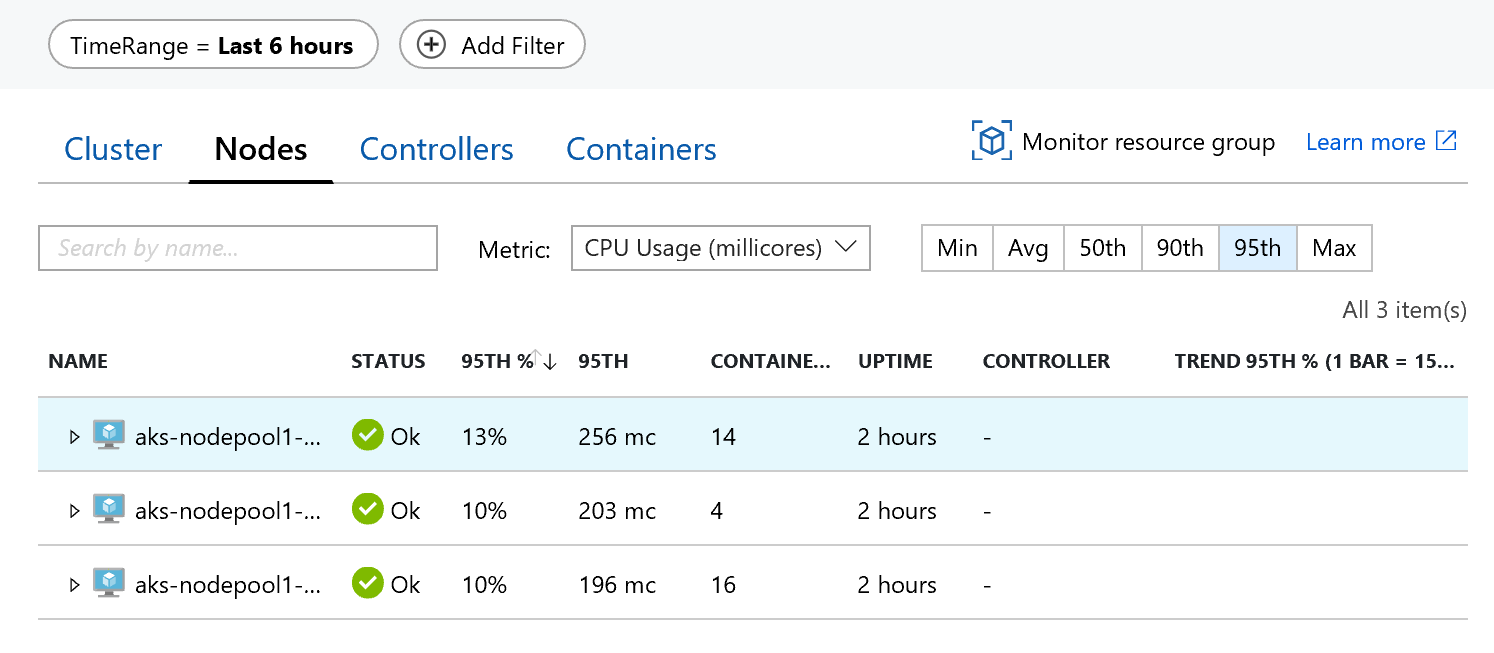 TimeRange = Last 6 hours Add Filter
Cluster Nodes Controllers Containers Monitor resource group Learn more
Search by name... Metric: CPU Usage (millicores) Min Avg 50th 90th 95th Max
All 3 item(s)
NAME STATUS 95TH % 95TH CONTAINE... UPTIME CONTROLLER TREND 95TH % (1 BAR = 15...
aks-nodepool1-... Ok 13% 256 mc 14 2 hours -
aks-nodepool1-... Ok 10% 203 mc 4 2 hours -
aks-nodepool1-... Ok 10% 196 mc 16 2 hours -